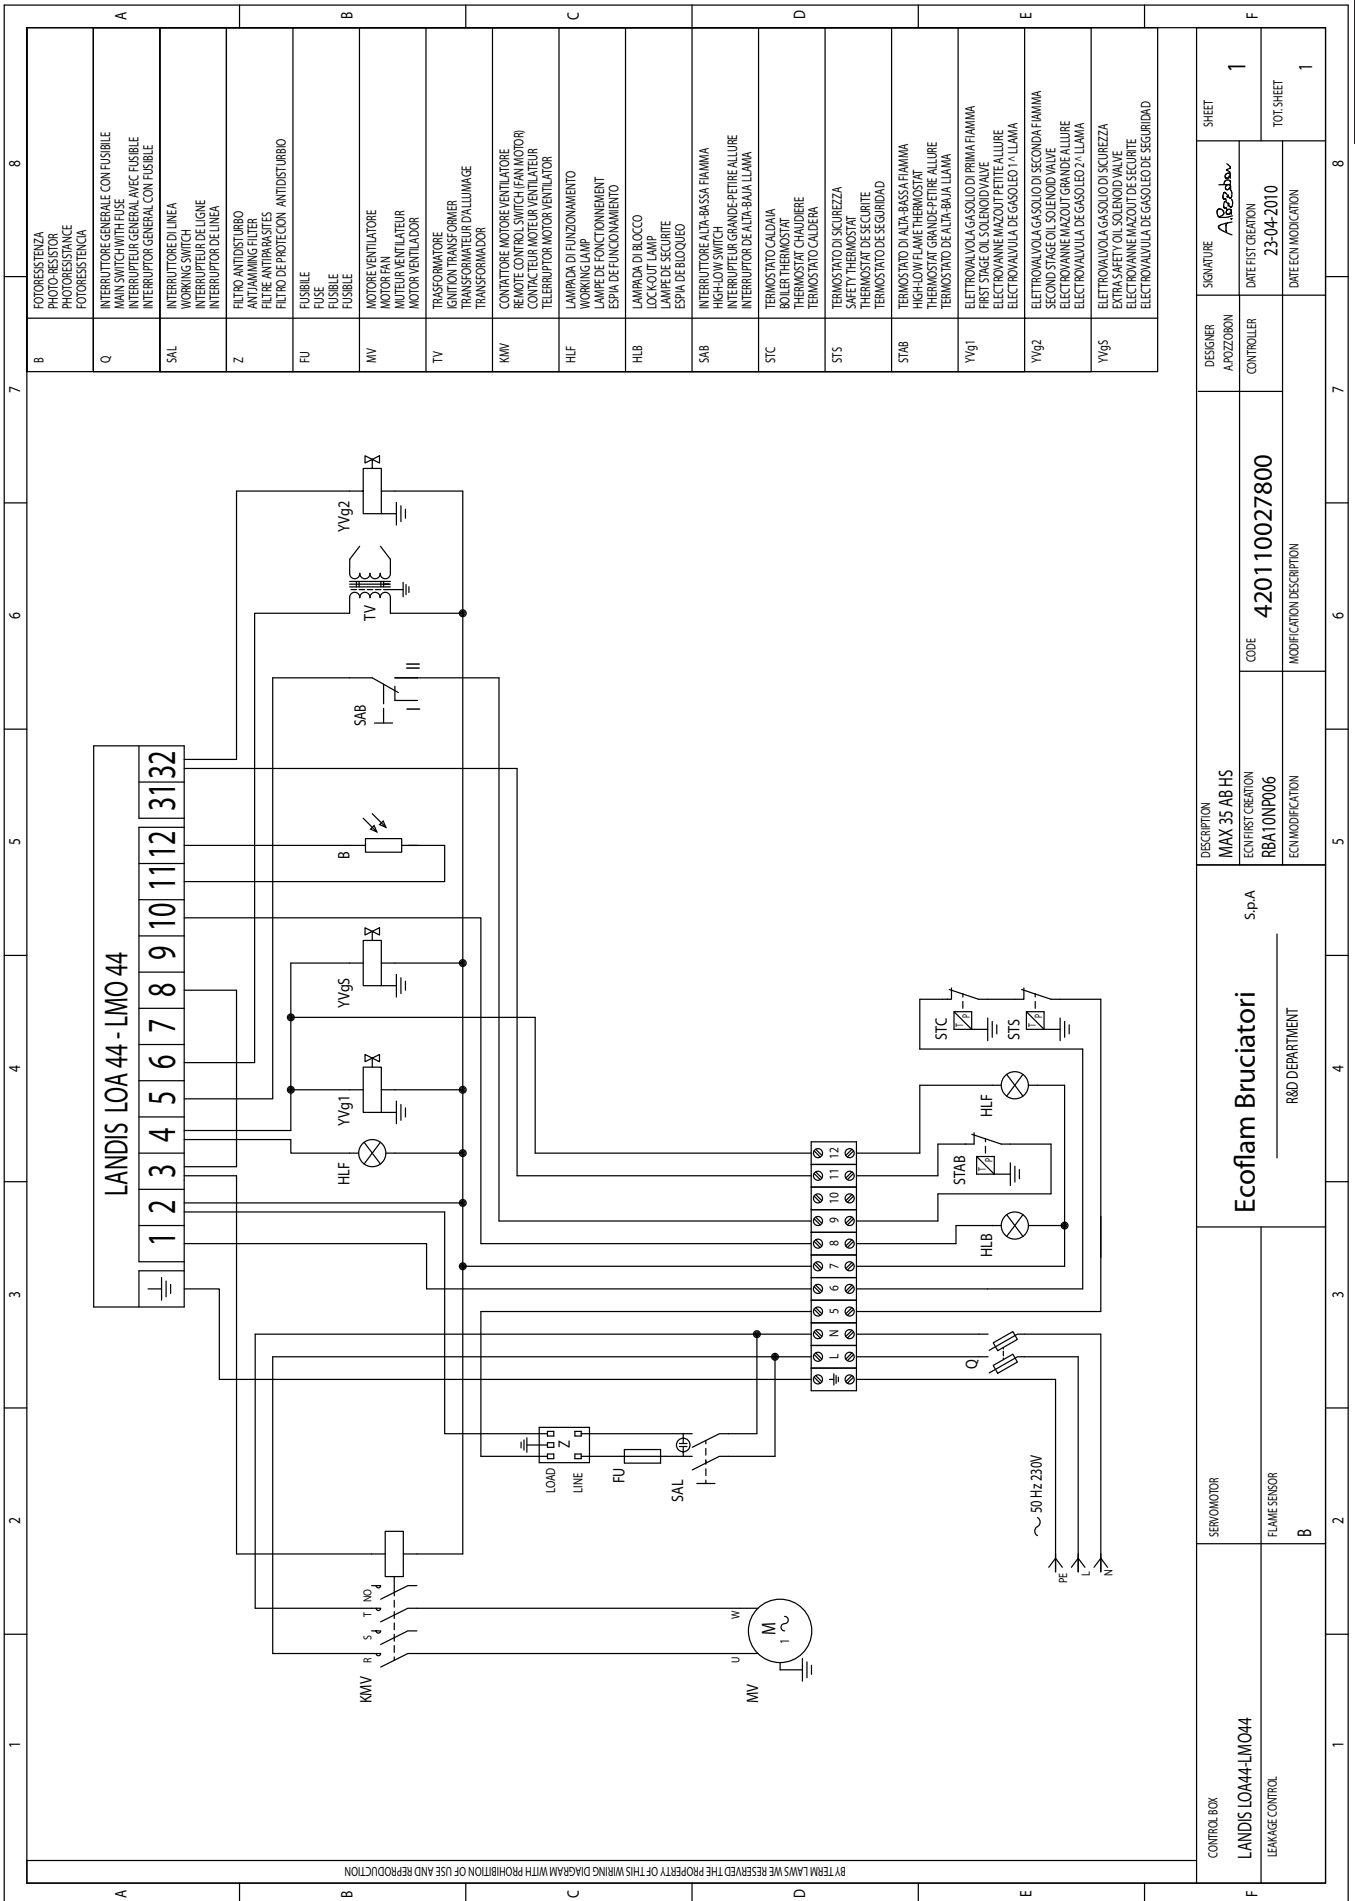 LANDIS LOA 44 - LMO 44
1 2 3 4 5 6 7 8 9 10 11 12 31 32
KMV
R S T NO
HLF
YVg1
YVgS
B
SAB
I II
TV
YVg2
MV
U W
M
1 ~
LOAD
LINE
Z
FU
SAL
L N 5 6 7 8 9 10 11 12
Q
HLB
STAB
HLF
STC
STS
T P
T P
T P
~ 50 Hz 230V
PE
L
N
B
FOTORESISTENZA
PHOTO-RESISTOR
PHOTORESISTANCE
FOTORESISTENCIA
Q
INTERRUTTORE GENERALE CON FUSIBILE
MAIN SWITCH WITH FUSE
INTERRUPTEUR GENERAL AVEC FUSIBLE
INTERRUPTOR GENERAL CON FUSIBLE
SAL
INTERRUTTORE DI LINEA
WORKING SWITCH
INTERRUPTEUR DE LIGNE
INTERRUPTOR DE LINEA
Z
FILTRO ANTIDISTURBO
ANTIJAMMING FILTER
FILTRE ANTIPARASITES
FILTRO DE PROTECION ANTIDISTURBIO
FU
FUSIBILE
FUSE
FUSIBLE
FUSIBLE
MV
MOTORE VENTILATORE
MOTOR FAN
MUTEUR VENTILATEUR
MOTOR VENTILADOR
TV
TRASFORMATORE
IGNITION TRANSFORMER
TRANSFORMATEUR D'ALLUMAGE
TRANSFORMADOR
KMV
CONTATTORE MOTORE VENTILATORE
REMOTE CONTROL SWITCH (FAN MOTOR)
CONTACTEUR MOTEUR VENTILATEUR
TELERRUPTOR MOTOR VENTILATOR
HLF
LAMPADA DI FUNZIONAMENTO
WORKING LAMP
LAMPE DE FONCTIONNEMENT
ESPIA DE FUNCIONAMIENTO
HLB
LAMPADA DI BLOCCO
LOCK-OUT LAMP
LAMPE DE SECURITE
ESPIA DE BLOQUEO
SAB
INTERRUTTORE ALTA-BASSA FIAMMA
HIGH-LOW SWITCH
INTERRUPTEUR GRANDE-PETIRE ALLURE
INTERRUPTOR DE ALTA-BAJA LLAMA
STC
TERMOSTATO CALDAIA
BOILER THERMOSTAT
THERMOSTAT CHAUDIERE
TERMOSTATO CALDERA
STS
TERMOSTATO DI SICUREZZA
SAFETY THERMOSTAT
THERMOSTAT DE SECURITE
TERMOSTATO DE SEGURIDAD
STAB
TERMOSTATO DI ALTA-BASSA FIAMMA
HIGH-LOW FLAME THERMOSTAT
THERMOSTAT GRANDE-PETIRE ALLURE
TERMOSTATO DE ALTA-BAJA LLAMA
YVg1
ELETTROVALVOLA GASOLIO DI PRIMA FIAMMA
FIRST STAGE OIL SOLENOID VALVE
ELECTROVANNE MAZOUT PETITE ALLURE
ELECTROVALVULA DE GASOLEO 1^ LLAMA
YVg2
ELETTROVALVOLA GASOLIO DI SECONDA FIAMMA
SECOND STAGE OIL SOLENOID VALVE
ELECTROVANNE MAZOUT GRANDE ALLURE
ELECTROVALVULA DE GASOLEO 2^ LLAMA
YVgS
ELETTROVALVOLA GASOLIO DI SICUREZZA
EXTRA SAFETY OIL SOLENOID VALVE
ELECTROVANNE MAZOUT DE SECURITE
ELECTROVALVULA DE GASOLEO DE SEGURIDAD
CONTROL BOX
LANDIS LOA44-LMO44
LEAKAGE CONTROL
SERVOMOTOR
FLAME SENSOR
B
Ecoflam Bruciatori S.p.A
R&D DEPARTMENT
DESCRIPTION
MAX 35 AB HS
ECN FIRST CREATION
RBA10NP006
ECN MODIFICATION
CODE
420110027800
MODIFICATION DESCRIPTION
DESIGNER
A.POZZOBON
CONTROLLER
SIGNATURE
DATE FIST CREATION
23-04-2010
DATE ECN MODICATION
SHEET
1
TOT. SHEET
1
BY TERM LAWS WE RESERVED THE PROPERTY OF THIS WIRING DIAGRAM WITH PROHIBITION OF USE AND REPRODUCTION
1 2 3 4 5 6 7 8
1 2 3 4 5 6 7 8
A B C D E F
A B C D E F